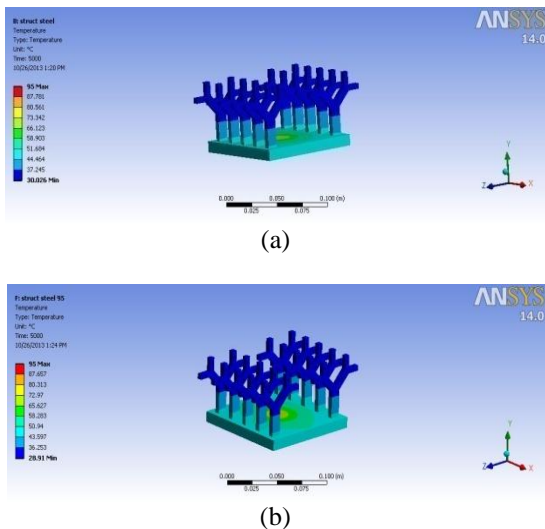 B: struct steel
Temperature
Type: Temperature
Unit: °C
Time: 5000
10/26/2013 1:20 PM
95 Max
87.781
80.561
73.342
66.123
58.903
51.684
44.464
37.245
30.026 Min
ANSYS
14.0
0.000 0.050 0.100 (m)
0.025 0.075
Y
Z X
(a)
F: struct steel 95
Temperature
Type: Temperature
Unit: °C
Time: 5000
10/26/2013 1:24 PM
95 Max
87.657
80.313
72.97
65.627
58.283
50.94
43.597
36.253
28.91 Min
ANSYS
14.0
0.000 0.050 0.100 (m)
0.025 0.075
Y
Z X
(b)